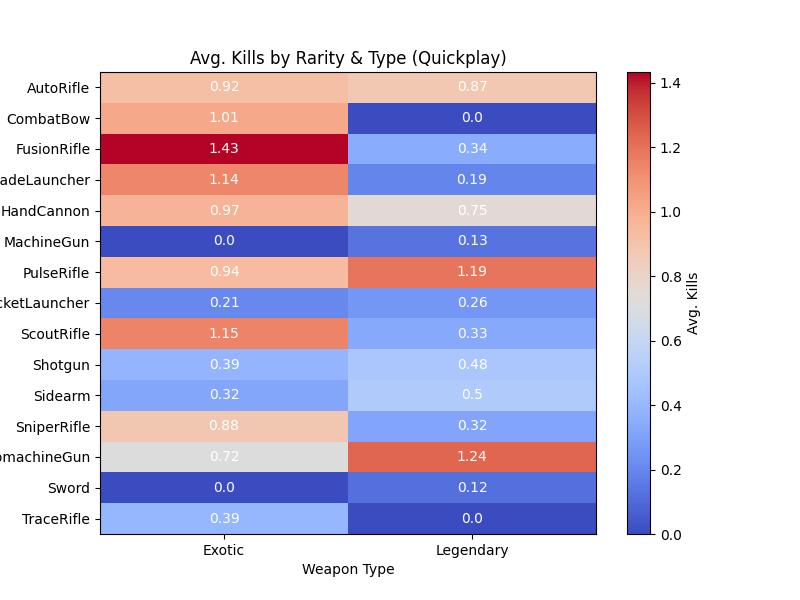 Avg. Kills by Rarity & Type (Quickplay)
AutoRifle 0.92 0.87
CombatBow 1.01 0.0
FusionRifle 1.43 0.34
adeLauncher 1.14 0.19
HandCannon 0.97 0.75
MachineGun 0.0 0.13
PulseRifle 0.94 1.19
cketLauncher 0.21 0.26
ScoutRifle 1.15 0.33
Shotgun 0.39 0.48
Sidearm 0.32 0.5
SniperRifle 0.88 0.32
omachineGun 0.72 1.24
Sword 0.0 0.12
TraceRifle 0.39 0.0
Exotic Legendary
Weapon Type
1.4
1.2
1.0
0.8
0.6
0.4
0.2
0.0
Avg. Kills